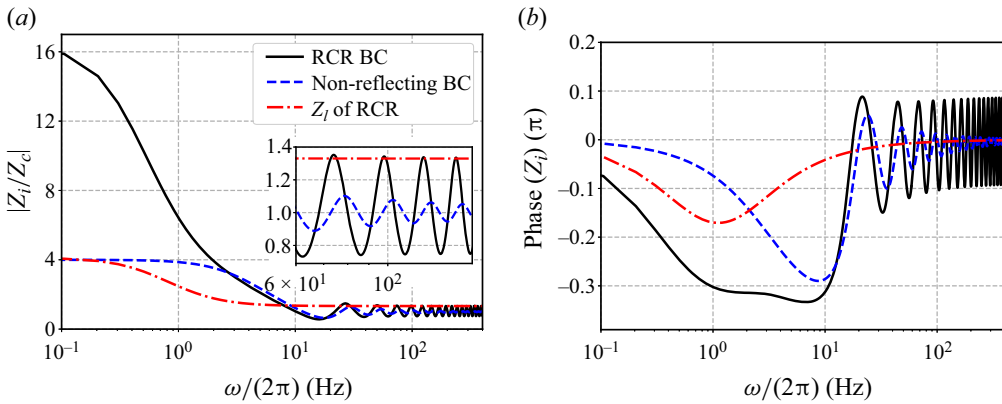 (a)
16
12
8
4
0
|Z_i/Z_c|
RCR BC
Non-reflecting BC
Z_l of RCR
1.4
1.2
1.0
0.8
6 × 10^1
10^2
10^−1
10^0
10^1
10^2
ω/(2π) (Hz)
(b)
0.2
0.1
0
−0.1
−0.2
−0.3
Phase (Z_i) (π)
10^−1
10^0
10^1
10^2
ω/(2π) (Hz)